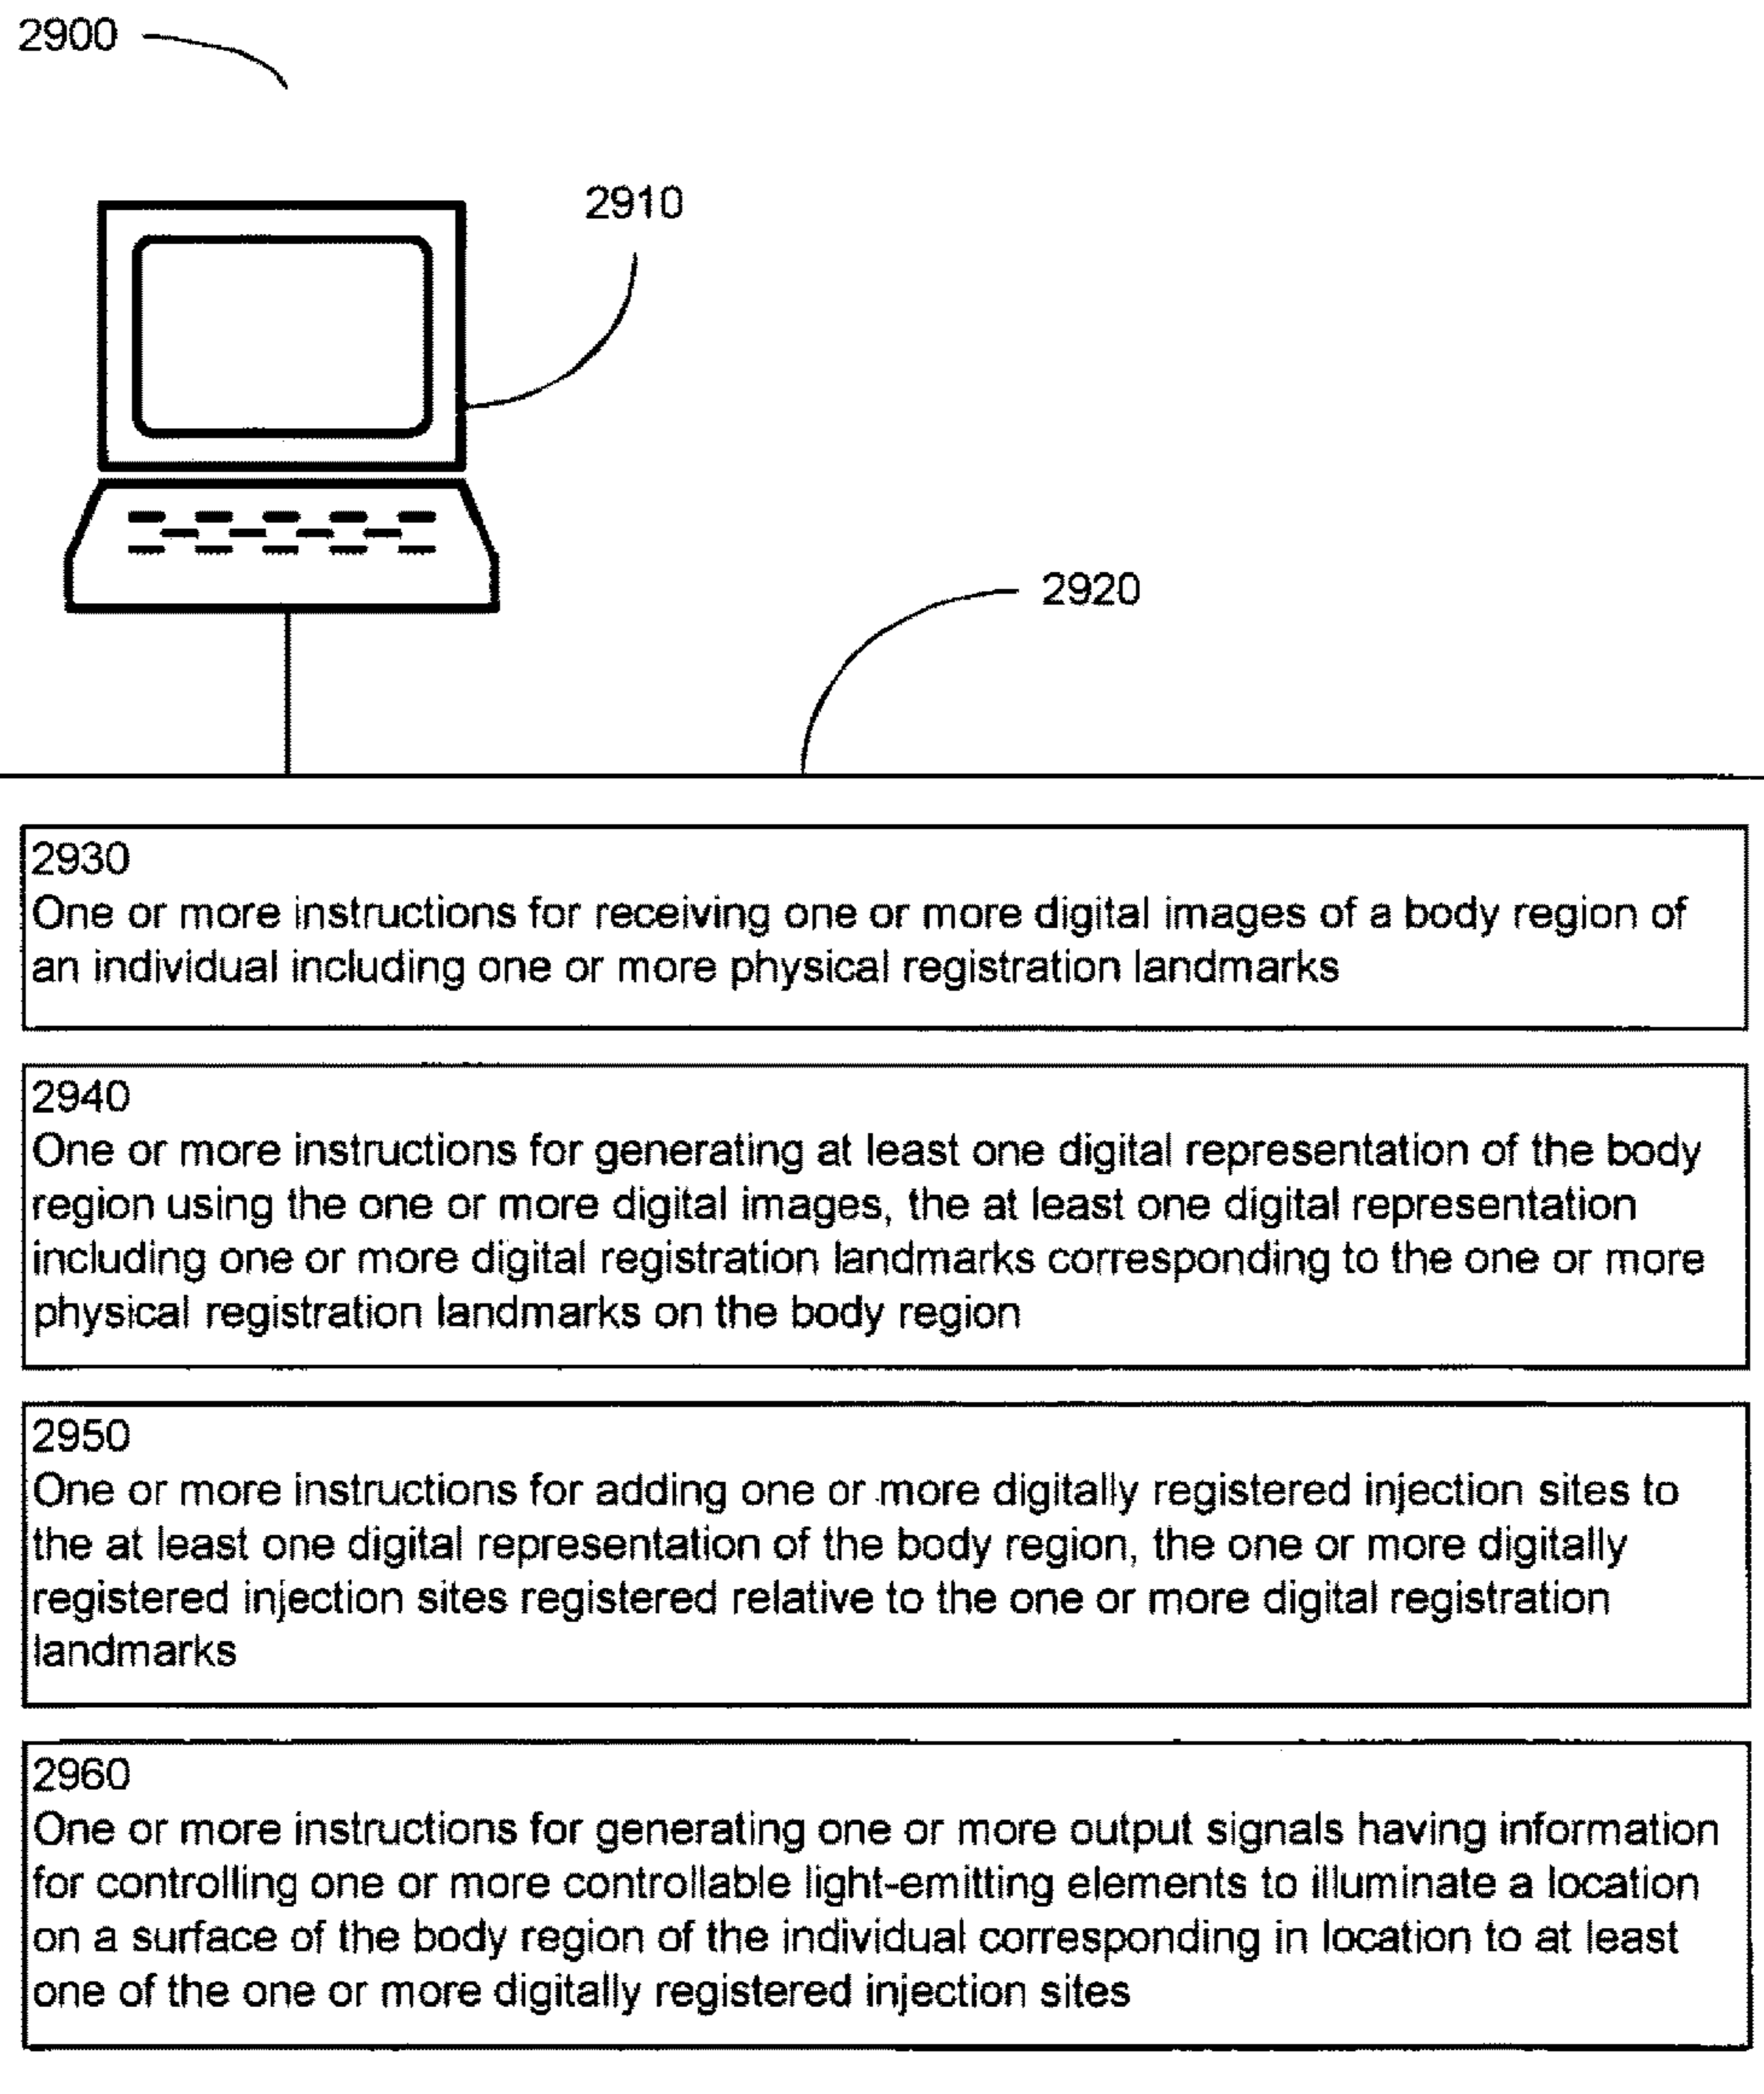 2900
2910
2920
2930
One or more instructions for receiving one or more digital images of a body region of
an individual including one or more physical registration landmarks
2940
One or more instructions for generating at least one digital representation of the body
region using the one or more digital images, the at least one digital representation
including one or more digital registration landmarks corresponding to the one or more
physical registration landmarks on the body region
2950
One or more instructions for adding one or more digitally registered injection sites to
the at least one digital representation of the body region, the one or more digitally
registered injection sites registered relative to the one or more digital registration
landmarks
2960
One or more instructions for generating one or more output signals having information
for controlling one or more controllable light-emitting elements to illuminate a location
on a surface of the body region of the individual corresponding in location to at least
one of the one or more digitally registered injection sites